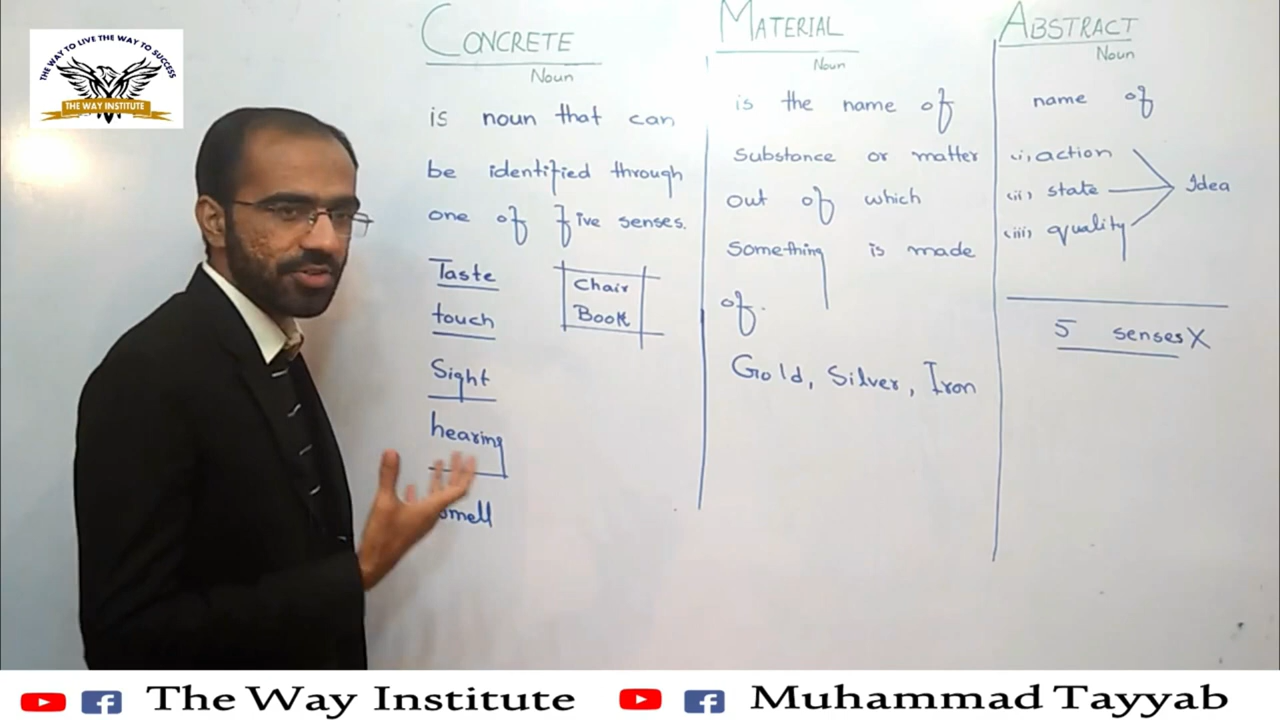 THE WAY TO LIVE THE WAY TO SUCCESS
THE WAY INSTITUTE
CONCRETE
Noun
is noun that can
be identified through
one of five senses.
Taste
touch
Sight
hearing
smell
Chair
Book
MATERIAL
Noun
is the name of
Substance or matter
out of which
Something is made
of.
Gold, Silver, Iron
ABSTRACT
Noun
name of
(i) action
(ii) state
(iii) quality
Idea
5 senses X
The Way Institute
Muhammad Tayyab